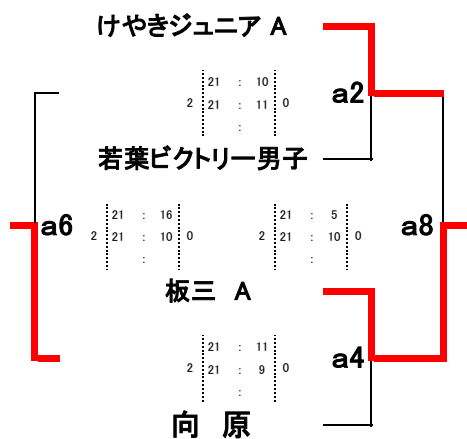 けやきジュニア A
21 : 10
2 21 : 11 0
:
a2
若葉ビクトリー男子
a6
21 : 16
2 21 : 10 0
:
21 : 5
2 21 : 10 0
:
a8
板三 A
21 : 11
2 21 : 9 0
:
a4
向 原